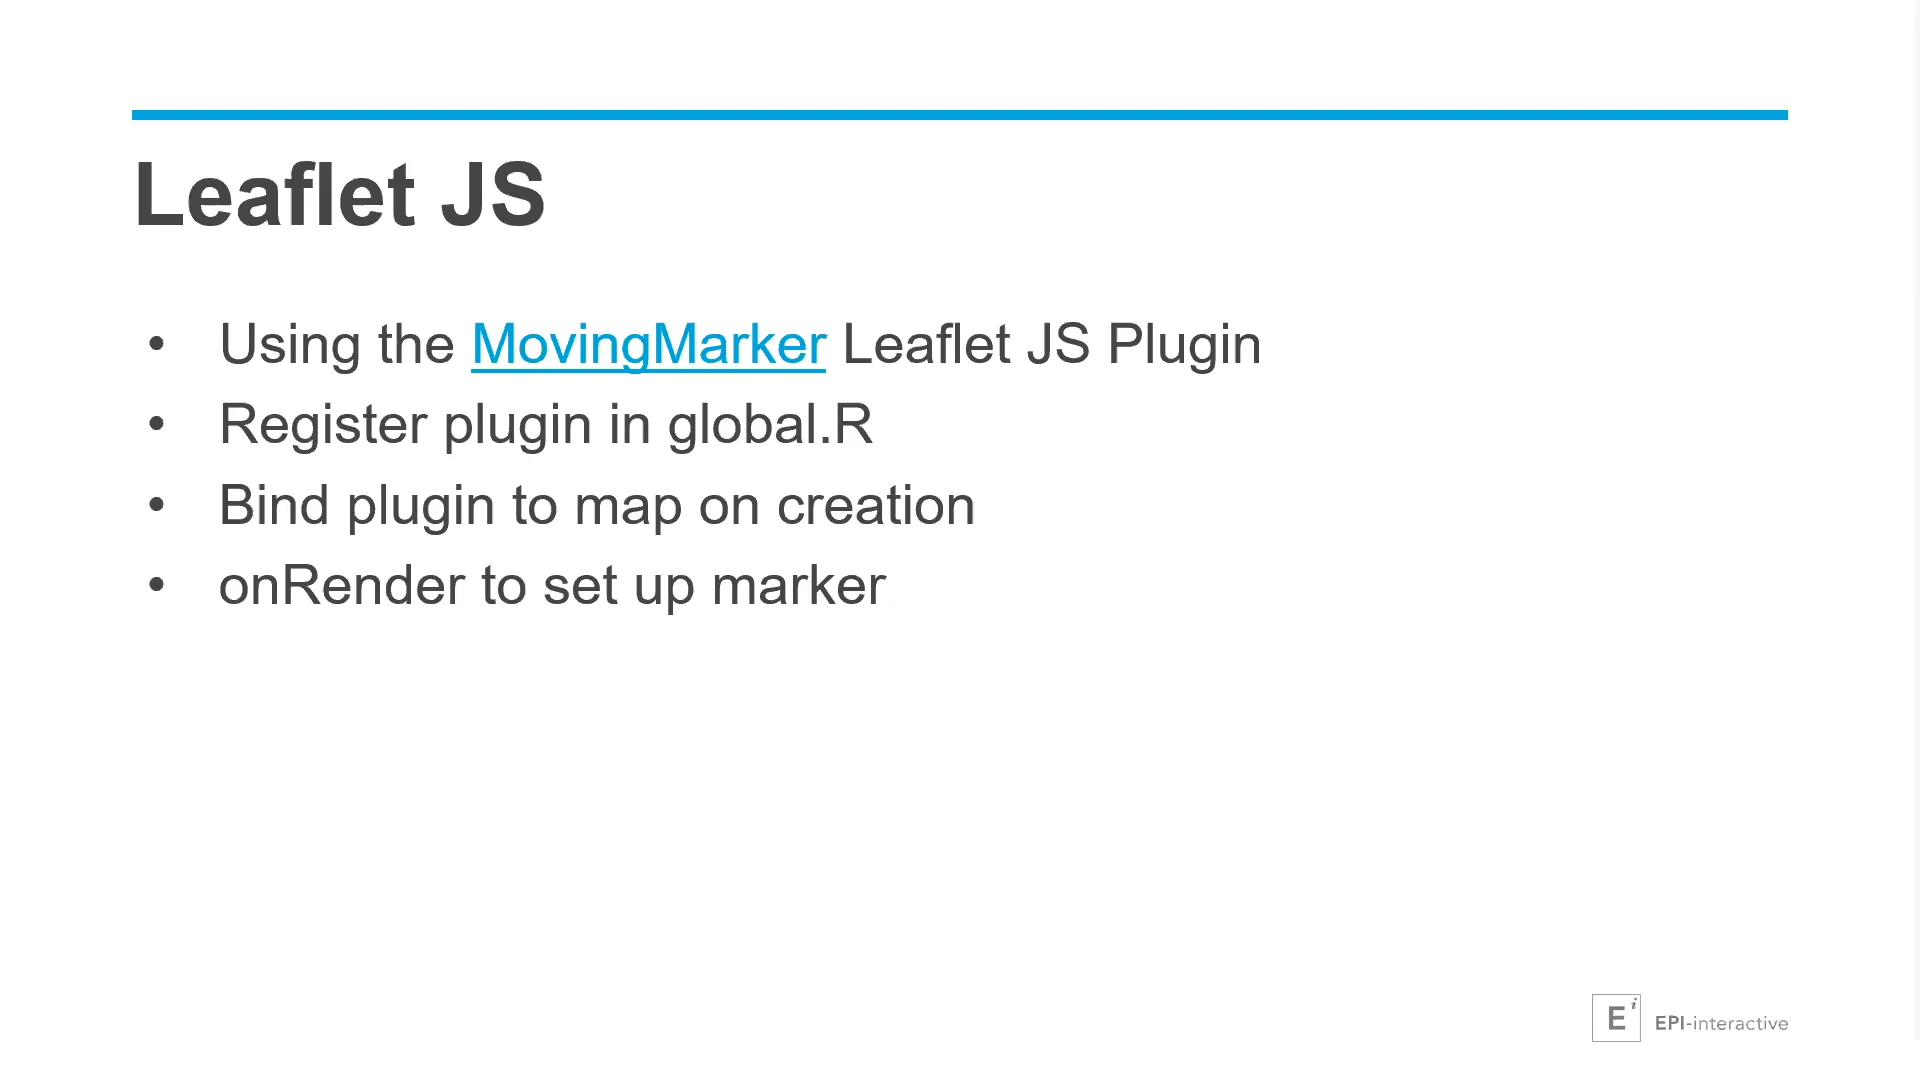 Leaflet JS
• Using the MovingMarker Leaflet JS Plugin
• Register plugin in global.R
• Bind plugin to map on creation
• onRender to set up marker
Ei EPI-interactive